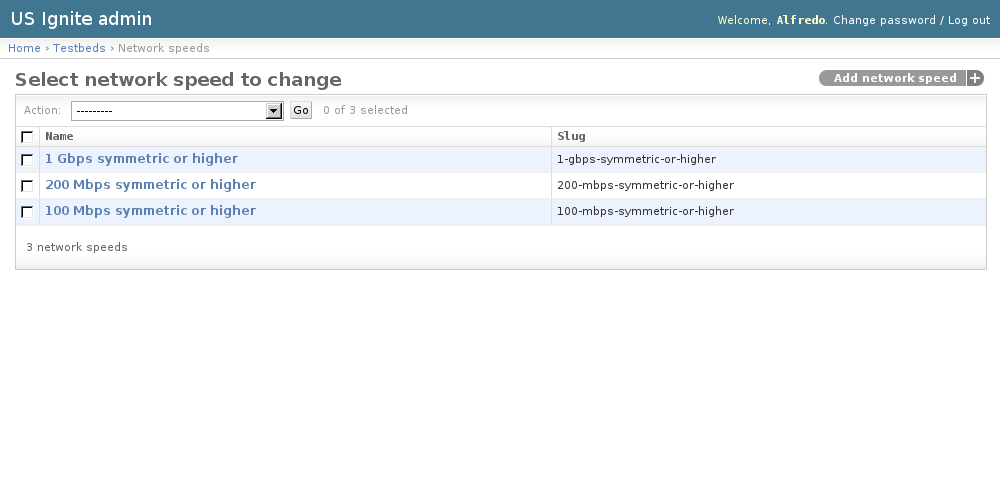 US Ignite admin
Welcome, Alfredo. Change password / Log out
Home › Testbeds › Network speeds
Select network speed to change
Add network speed +
Action: --------- Go 0 of 3 selected
Name Slug
1 Gbps symmetric or higher 1-gbps-symmetric-or-higher
200 Mbps symmetric or higher 200-mbps-symmetric-or-higher
100 Mbps symmetric or higher 100-mbps-symmetric-or-higher
3 network speeds